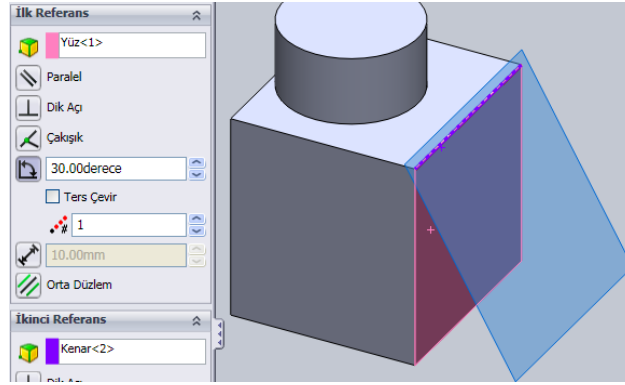 İlk Referans
Yüz<1>
Paralel
Dik Açı
Çakışık
30.00derece
Ters Çevir
# 1
10.00mm
Orta Düzlem
İkinci Referans
Kenar<2>
Dik Açı